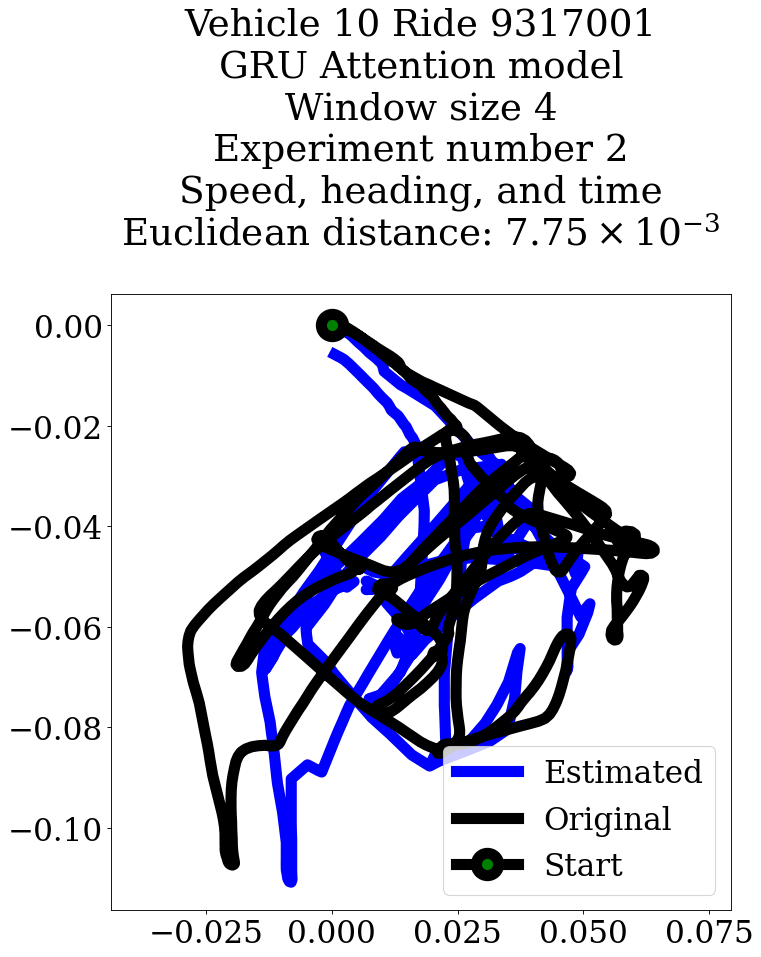 Vehicle 10 Ride 9317001
GRU Attention model
Window size 4
Experiment number 2
Speed, heading, and time
Euclidean distance: 7.75 × 10⁻³
0.00
−0.02
−0.04
−0.06
−0.08
−0.10
Estimated
Original
Start
−0.025 0.000 0.025 0.050 0.075